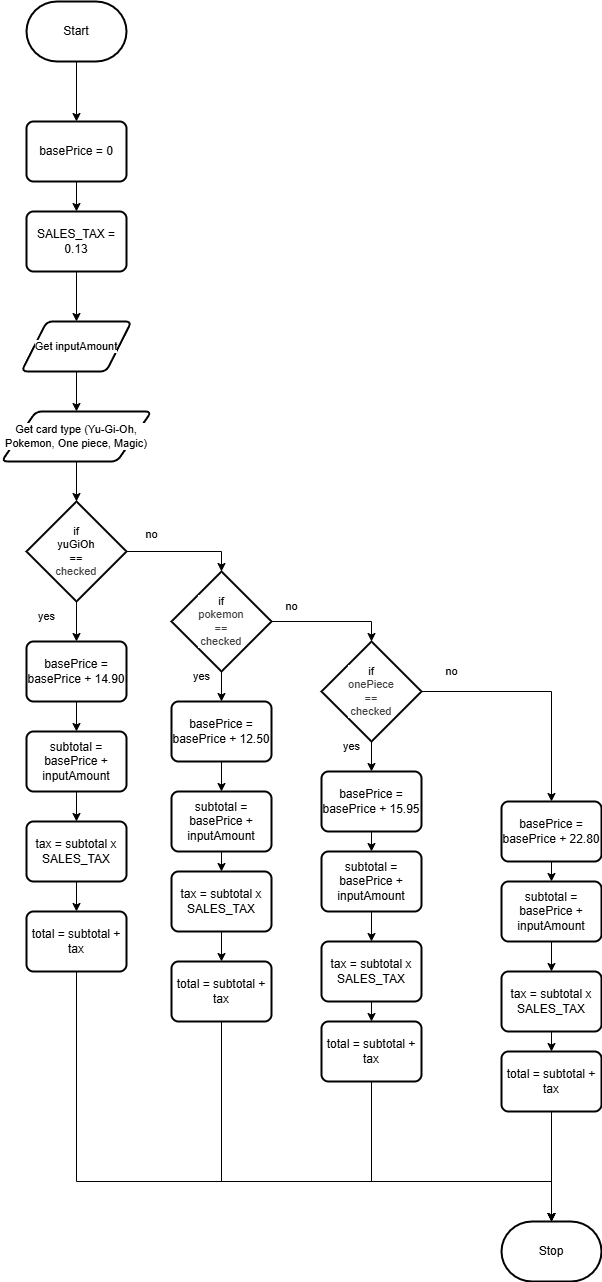 Start
basePrice = 0
SALES_TAX =
0.13
Get inputAmount
Get card type (Yu-Gi-Oh,
Pokemon, One piece, Magic)
if
yuGiOh
==
checked
no
yes
if
pokemon
==
checked
no
yes
if
onePiece
==
checked
no
yes
basePrice =
basePrice + 14.90
subtotal =
basePrice +
inputAmount
tax = subtotal x
SALES_TAX
total = subtotal +
tax
basePrice =
basePrice + 12.50
subtotal =
basePrice +
inputAmount
tax = subtotal x
SALES_TAX
total = subtotal +
tax
basePrice =
basePrice + 15.95
subtotal =
basePrice +
inputAmount
tax = subtotal x
SALES_TAX
total = subtotal +
tax
basePrice =
basePrice + 22.80
subtotal =
basePrice +
inputAmount
tax = subtotal x
SALES_TAX
total = subtotal +
tax
Stop